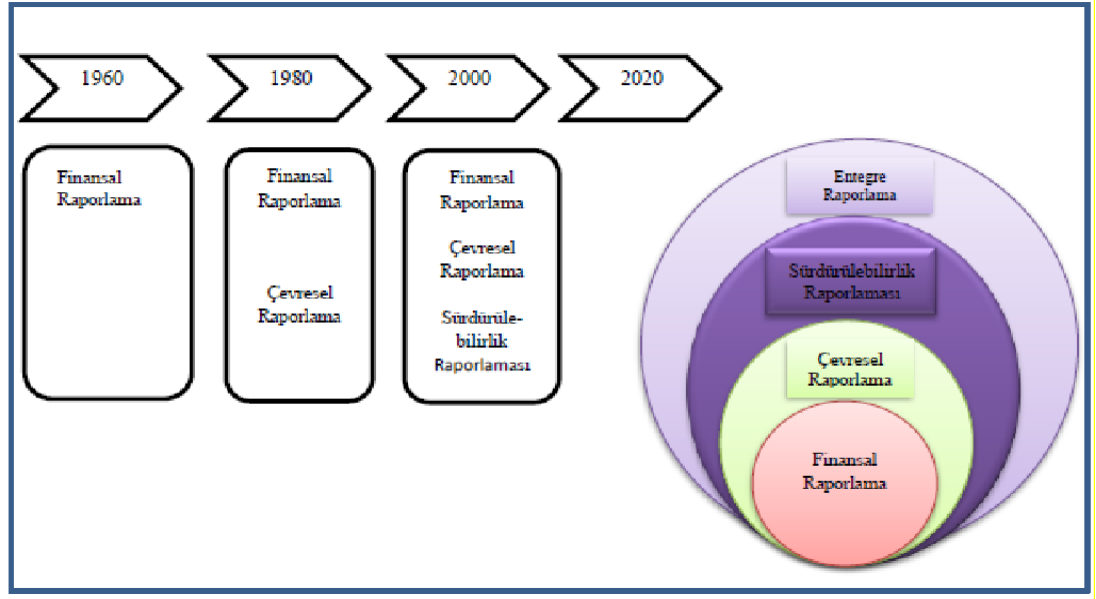 1960
1980
2000
2020
Finansal
Raporlama
Finansal
Raporlama
Çevresel
Raporlama
Finansal
Raporlama
Çevresel
Raporlama
Sürdürüle-
bilirlik
Raporlaması
Entegre
Raporlama
Sürdürülebilirlik
Raporlaması
Çevresel
Raporlama
Finansal
Raporlama